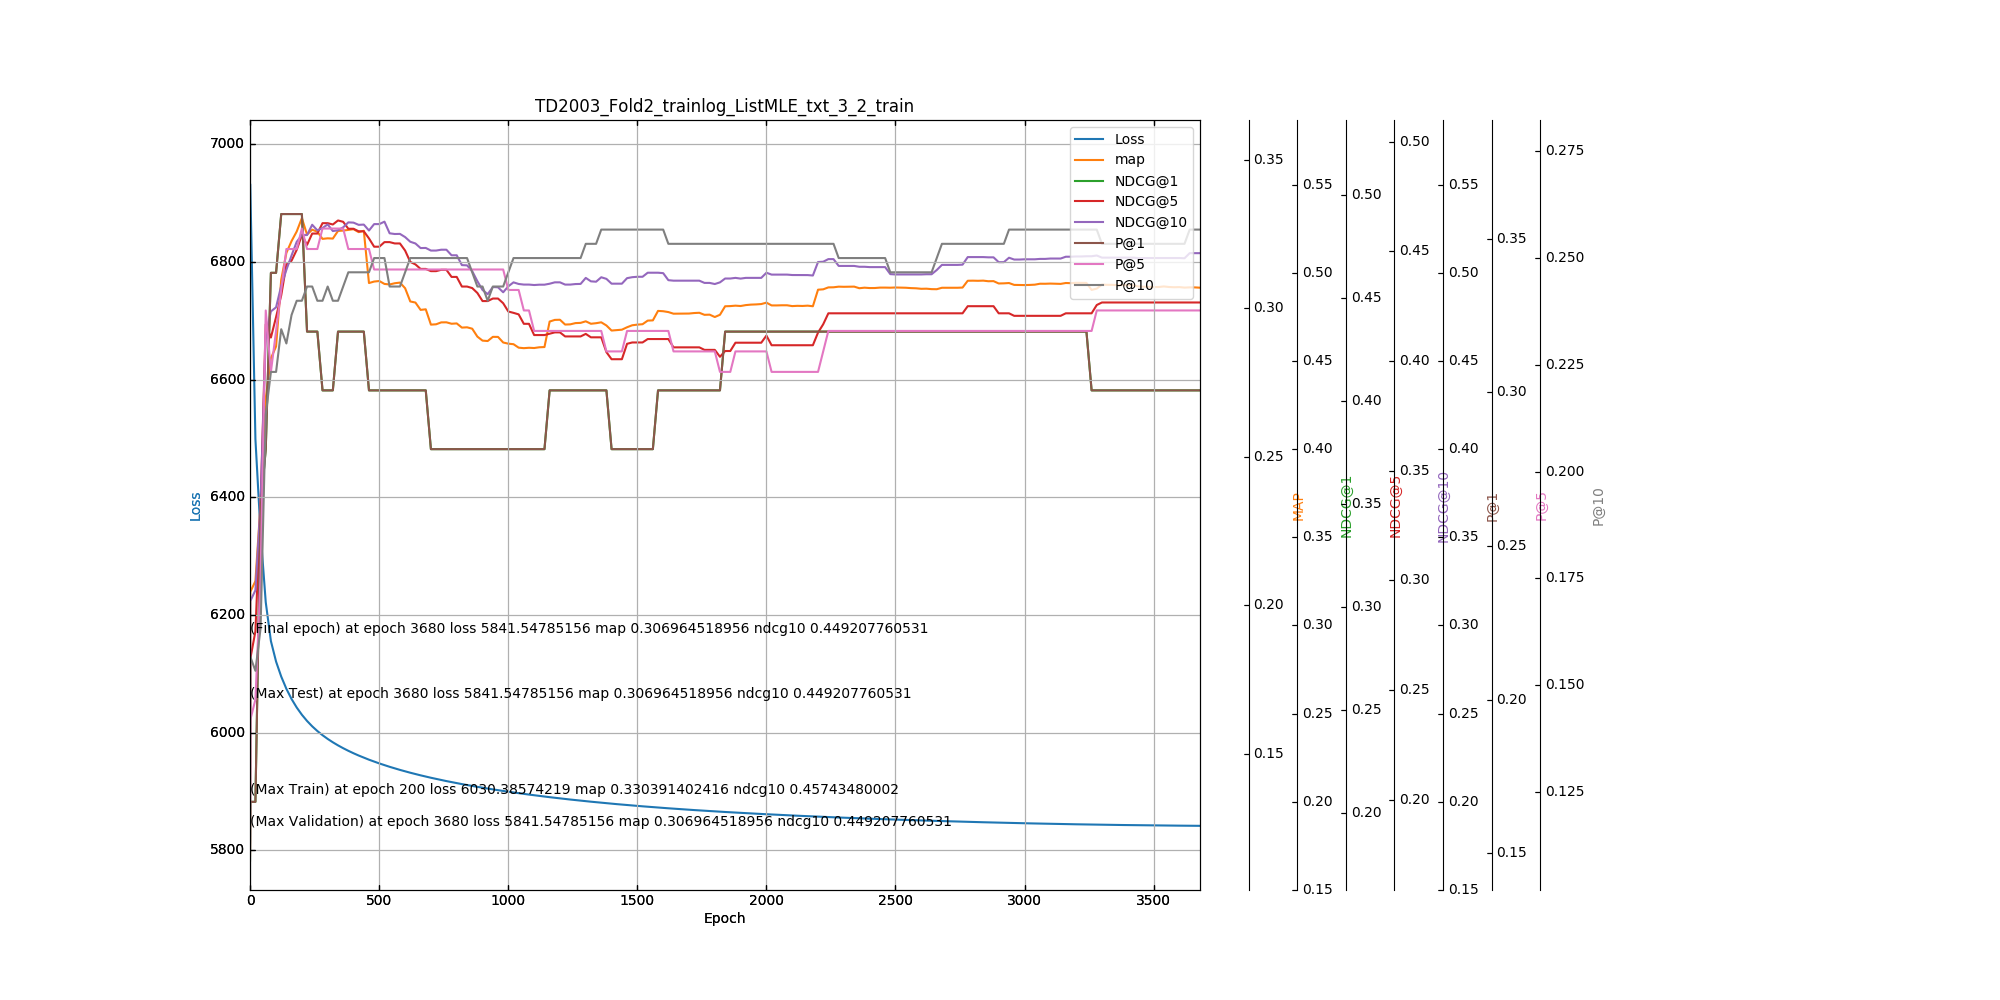 TD2003_Fold2_trainlog_ListMLE_txt_3_2_train
Loss
map
NDCG@1
NDCG@5
NDCG@10
P@1
P@5
P@10
7000
6800
6600
6400
6200
6000
5800
Loss
(Final epoch) at epoch 3680 loss 5841.54785156 map 0.306964518956 ndcg10 0.449207760531
(Max Test) at epoch 3680 loss 5841.54785156 map 0.306964518956 ndcg10 0.449207760531
(Max Train) at epoch 200 loss 6030.38574219 map 0.330391402416 ndcg10 0.45743480002
(Max Validation) at epoch 3680 loss 5841.54785156 map 0.306964518956 ndcg10 0.449207760531
0 500 1000 1500 2000 2500 3000 3500
Epoch
0.35
0.30
0.25
0.20
0.15
MAP
0.55
0.50
0.45
0.40
0.35
0.30
0.25
0.20
0.15
NDCG@1
0.50
0.45
0.40
0.35
0.30
0.25
0.20
NDCG@5
0.50
0.45
0.40
0.35
0.30
0.25
0.20
NDCG@10
0.55
0.50
0.45
0.40
0.35
0.30
0.25
0.20
0.15
P@1
0.35
0.30
0.25
0.20
0.15
P@5
0.275
0.250
0.225
0.200
0.175
0.150
0.125
P@10